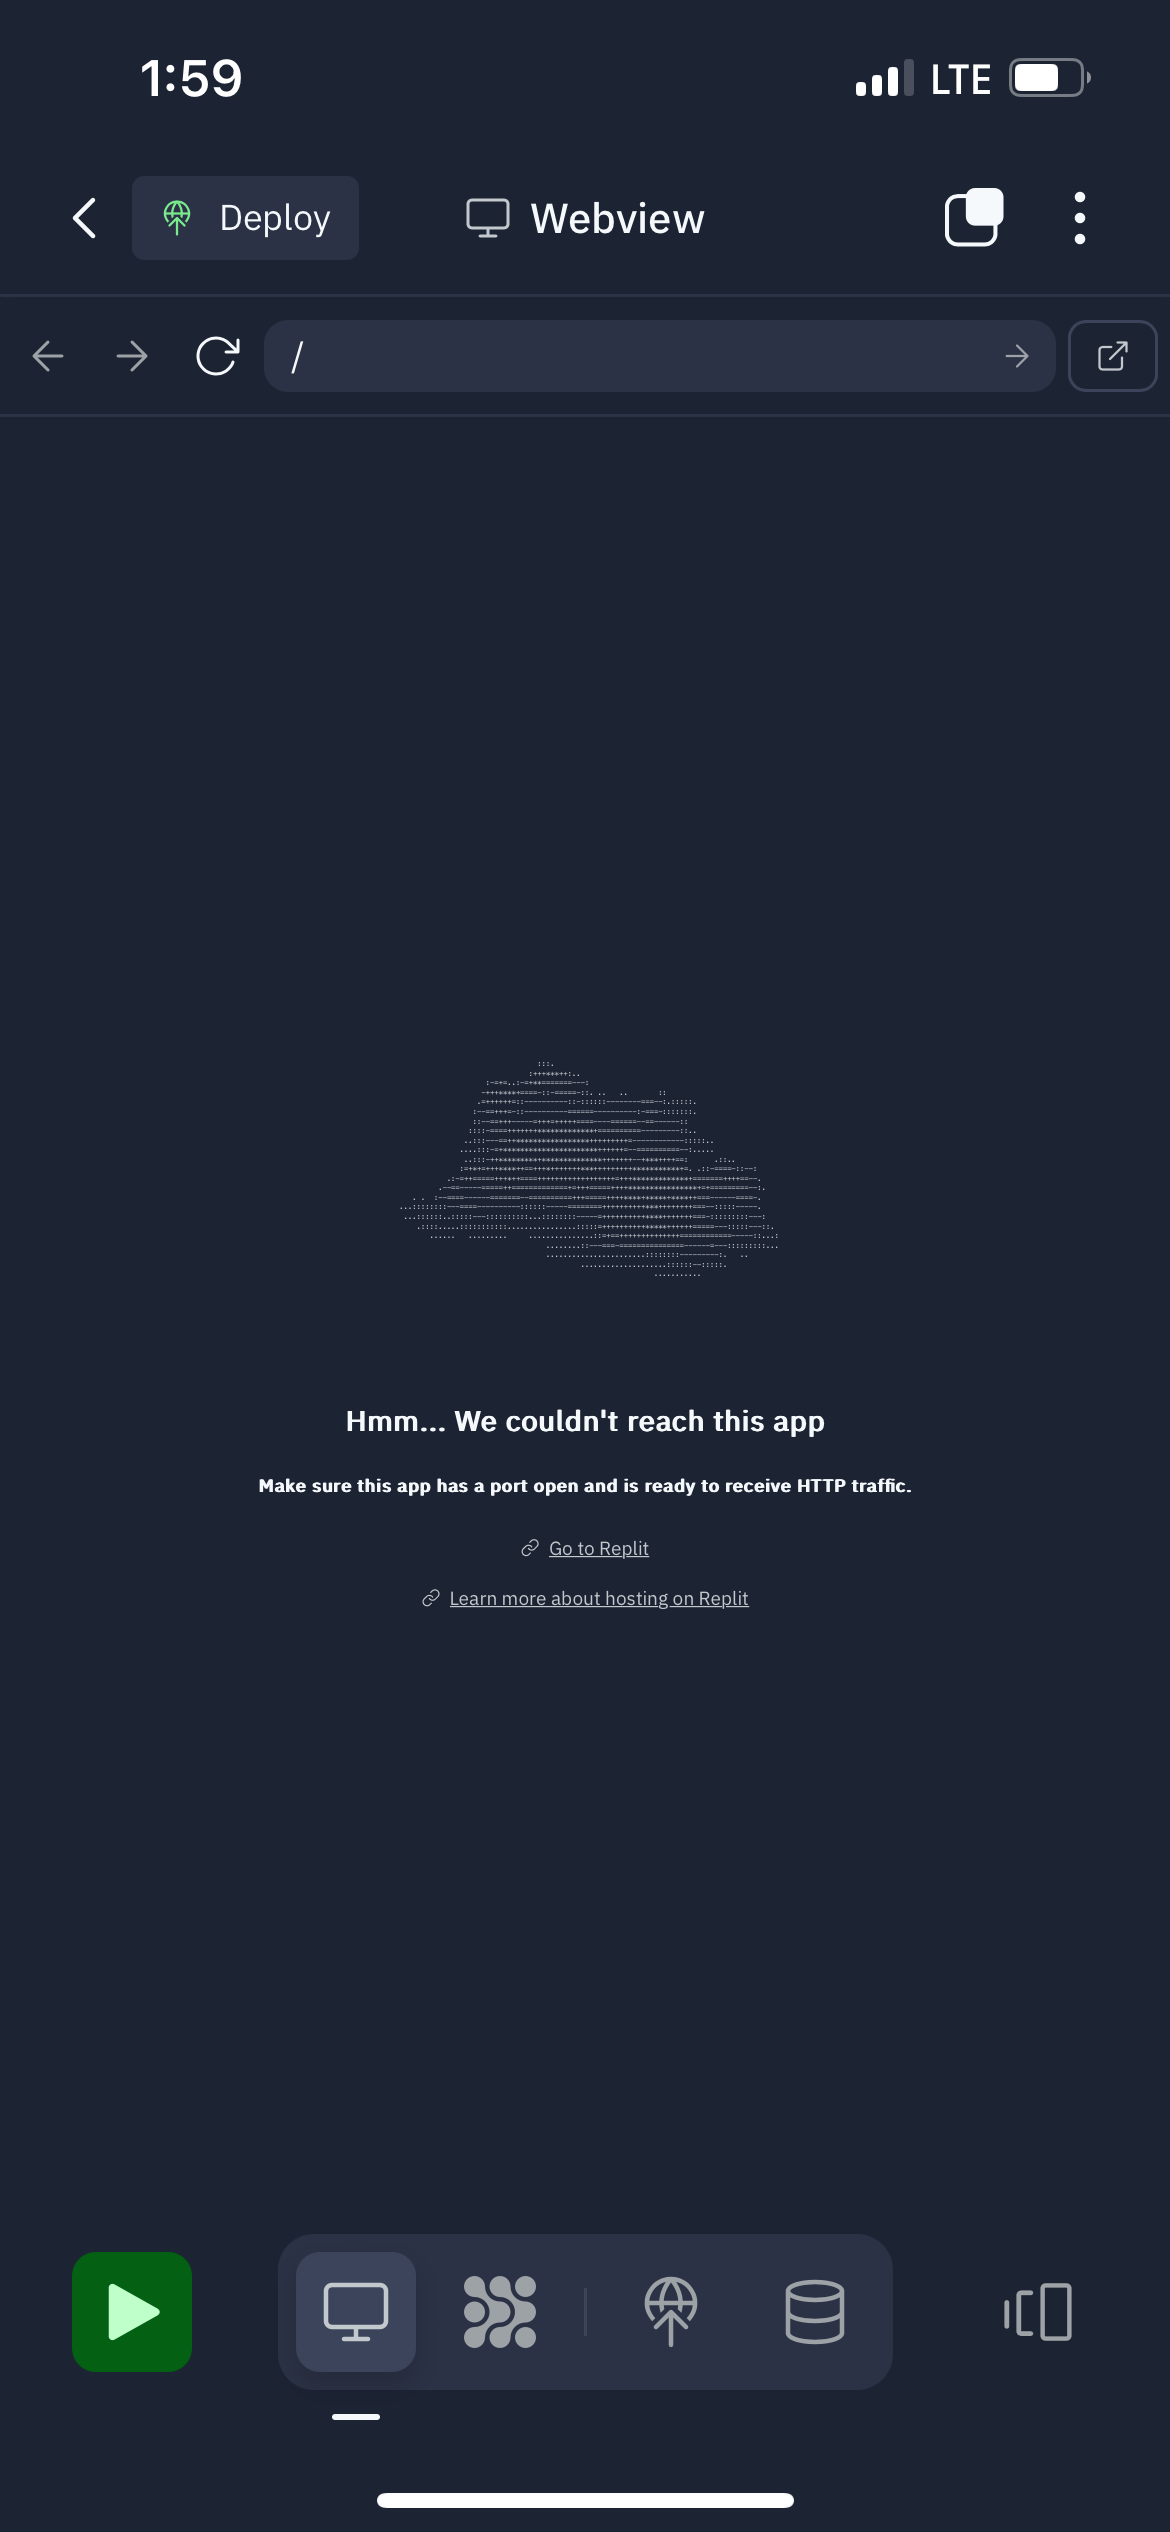 1:59
LTE
Deploy
Webview
/
Hmm... We couldn't reach this app
Make sure this app has a port open and is ready to receive HTTP traffic.
Go to Replit
Learn more about hosting on Replit